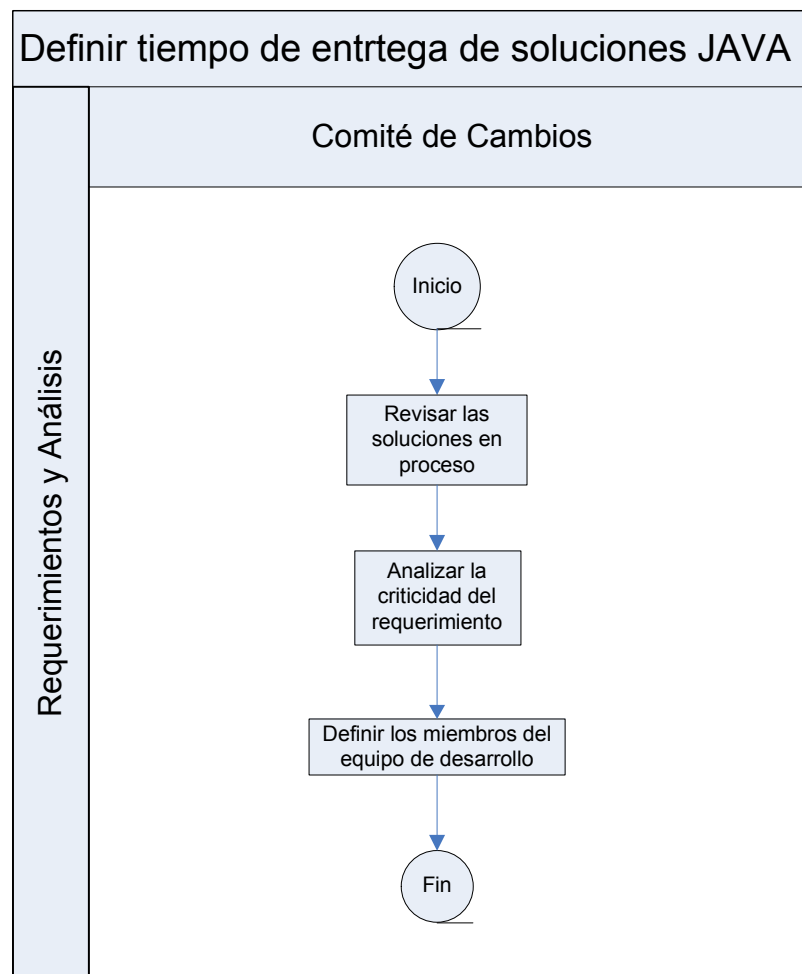 Definir tiempo de entrtega de soluciones JAVA
Comité de Cambios
Requerimientos y Análisis
Inicio
Revisar las
soluciones en
proceso
Analizar la
criticidad del
requerimiento
Definir los miembros del
equipo de desarrollo
Fin